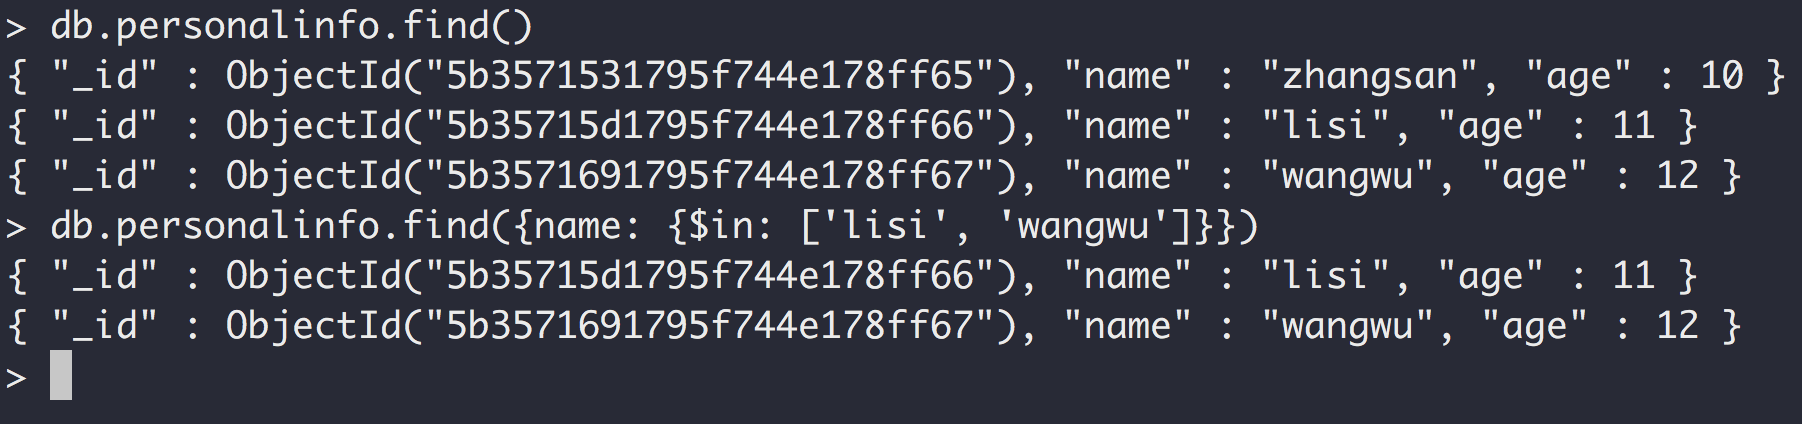 > db.personalinfo.find()
{ "_id" : ObjectId("5b3571531795f744e178ff65"), "name" : "zhangsan", "age" : 10 }
{ "_id" : ObjectId("5b35715d1795f744e178ff66"), "name" : "lisi", "age" : 11 }
{ "_id" : ObjectId("5b3571691795f744e178ff67"), "name" : "wangwu", "age" : 12 }
> db.personalinfo.find({name: {$in: ['lisi', 'wangwu']}})
{ "_id" : ObjectId("5b35715d1795f744e178ff66"), "name" : "lisi", "age" : 11 }
{ "_id" : ObjectId("5b3571691795f744e178ff67"), "name" : "wangwu", "age" : 12 }
>